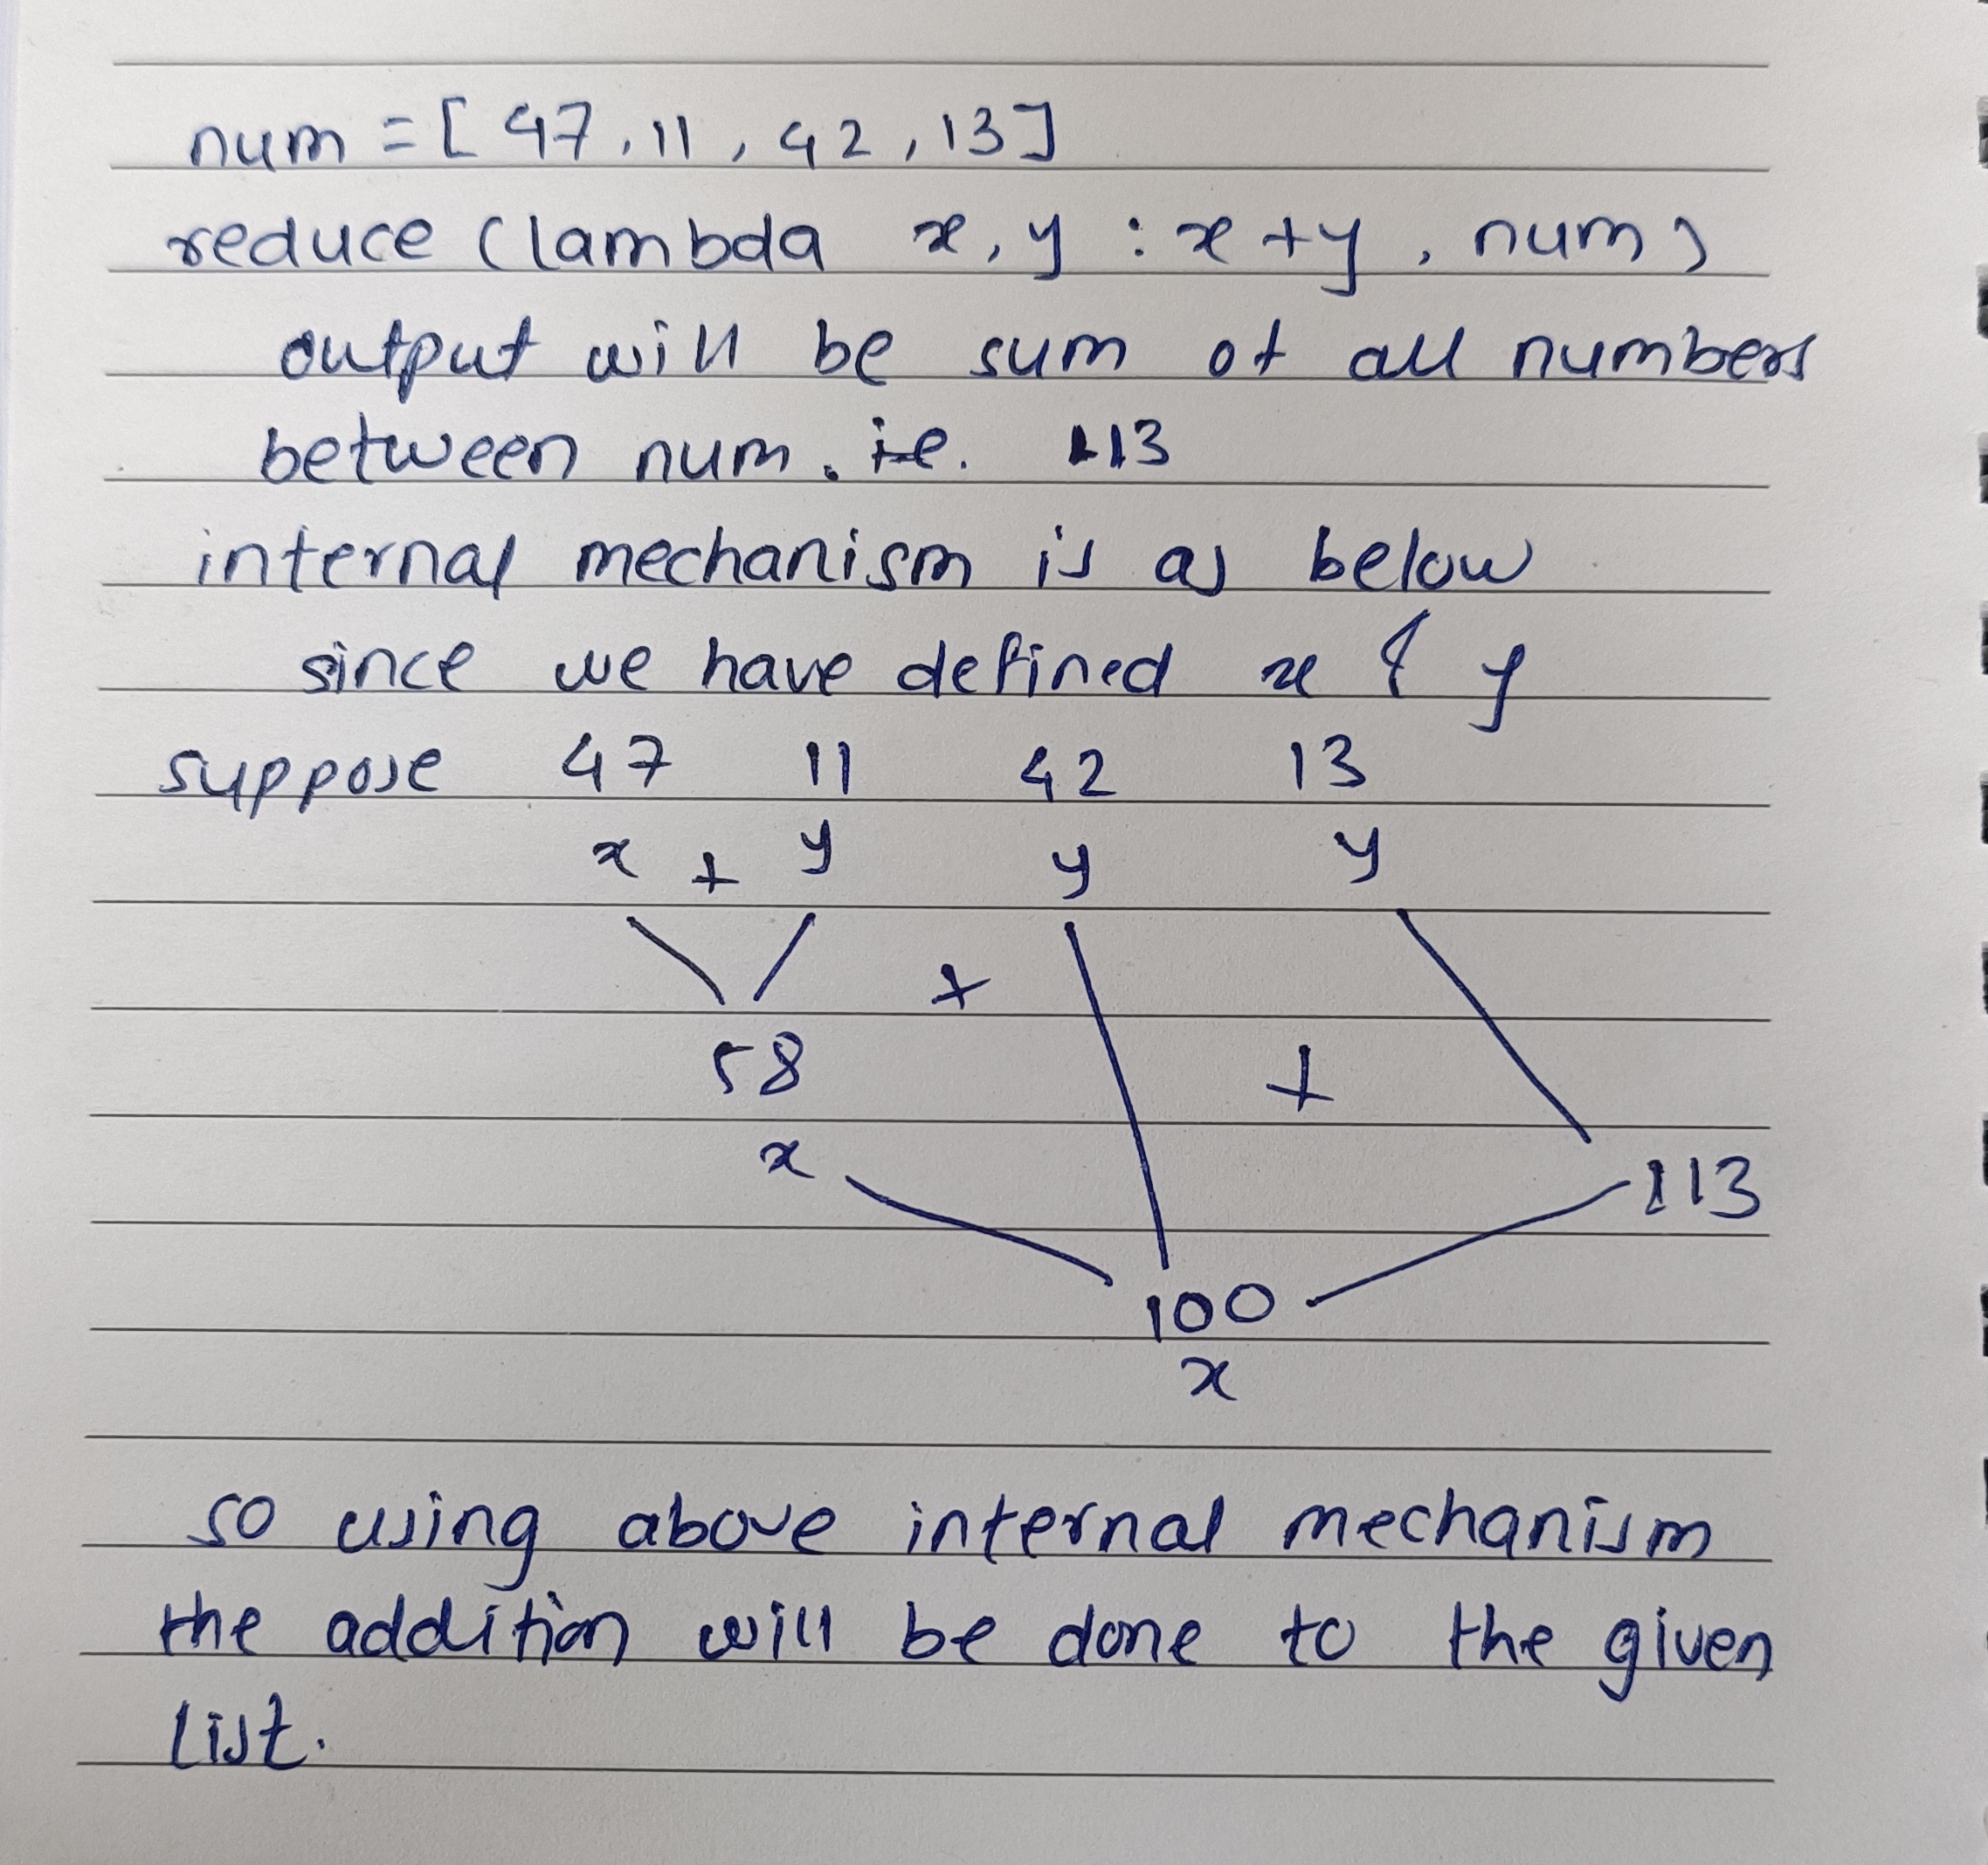 num = [ 47, 11, 42, 13]
reduce (lambda x, y : x+y, num)
output will be sum of all numbers
between num. i.e. 113
internal mechanism is as below
since we have defined x & y
suppose 47 11 42 13
x + y y y
+
58 +
x 113
100
x
so using above internal mechanism
the addition will be done to the given
list.